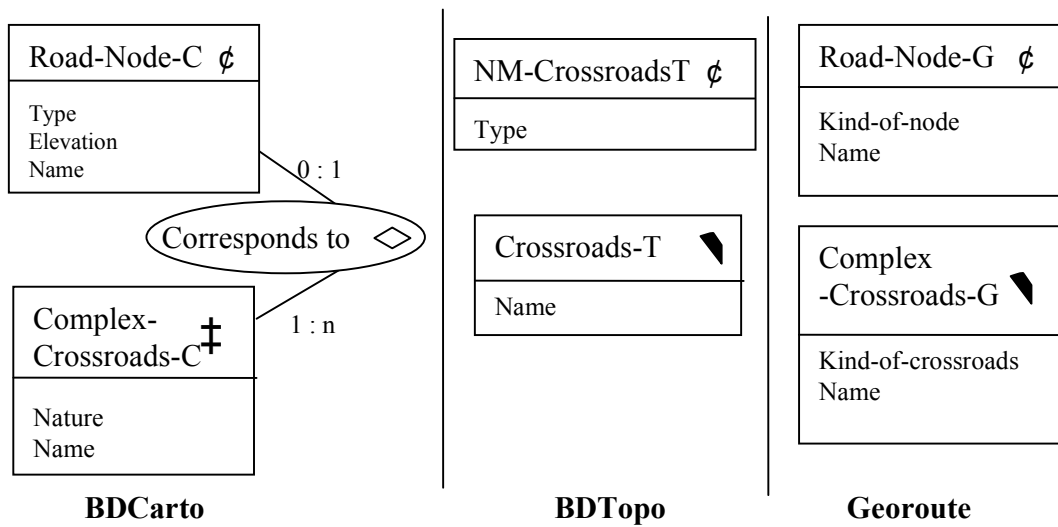 Road-Node-C ¢
Type
Elevation
Name
0 : 1
Corresponds to
1 : n
Complex-
Crossroads-C ‡
Nature
Name
BDCarto
NM-CrossroadsT ¢
Type
Crossroads-T
Name
BDTopo
Road-Node-G ¢
Kind-of-node
Name
Complex
-Crossroads-G
Kind-of-crossroads
Name
Georoute